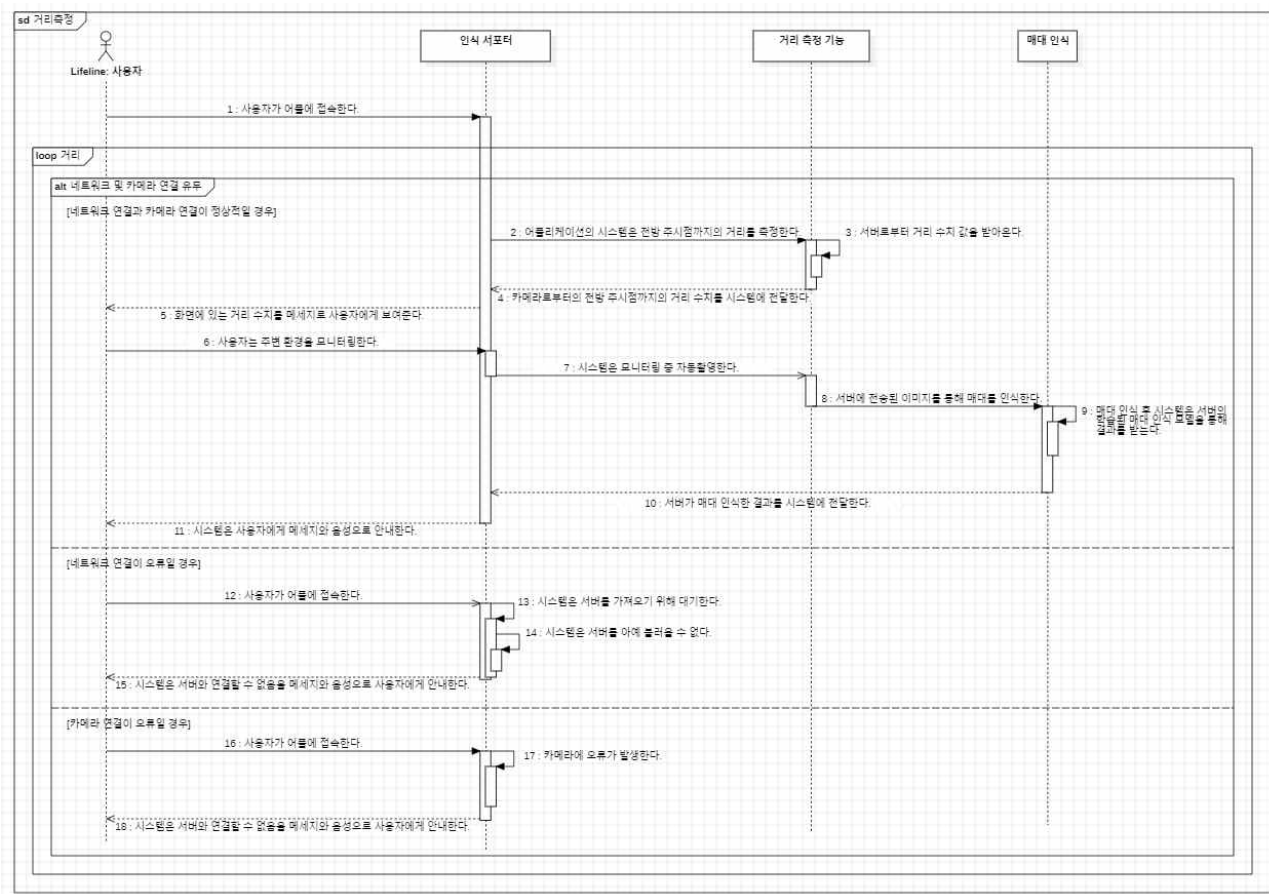 sd 거리측정
인식 서포터
거리 측정 기능
매대 인식
Lifeline: 사용자
1 : 사용자가 어플에 접속한다.
loop 거리
alt 네트워크 및 카메라 연결 유무
[네트워크 연결과 카메라 연결이 정상적일 경우]
2 : 어플리케이션의 시스템은 전방 주시점까지의 거리를 측정한다.
3 : 서버로부터 거리 수치 값을 받아온다.
4 : 카메라로부터의 전방 주시점까지의 거리 수치를 시스템에 전달한다.
5 : 화면에 있는 거리 수치를 메세지로 사용자에게 보여준다
6 : 사용자는 주변 환경을 모니터링한다.
7 : 시스템은 모니터링 중 자동촬영한다.
8 : 서버에 전송된 이미지를 통해 매대를 인식한다.
9 : 매대 인식 후 시스템은 서버의
학습된 매대 인식 모델을 통해
결과를 받는다.
10 : 서버가 매대 인식한 결과를 시스템에 전달한다.
11 : 시스템은 사용자에게 메세지와 음성으로 안내한다.
[네트워크 연결이 오류일 경우]
12 : 사용자가 어플에 접속한다.
13 : 시스템은 서버를 가져오기 위해 대기한다.
14 : 시스템은 서버를 아예 불러올 수 없다.
15 : 시스템은 서버와 연결할 수 없음을 메세지와 음성으로 사용자에게 안내한다.
[카메라 연결이 오류일 경우]
16 : 사용자가 어플에 접속한다.
17 : 카메라에 오류가 발생한다.
18 : 시스템은 서버와 연결할 수 없음을 메세지와 음성으로 사용자에게 안내한다.